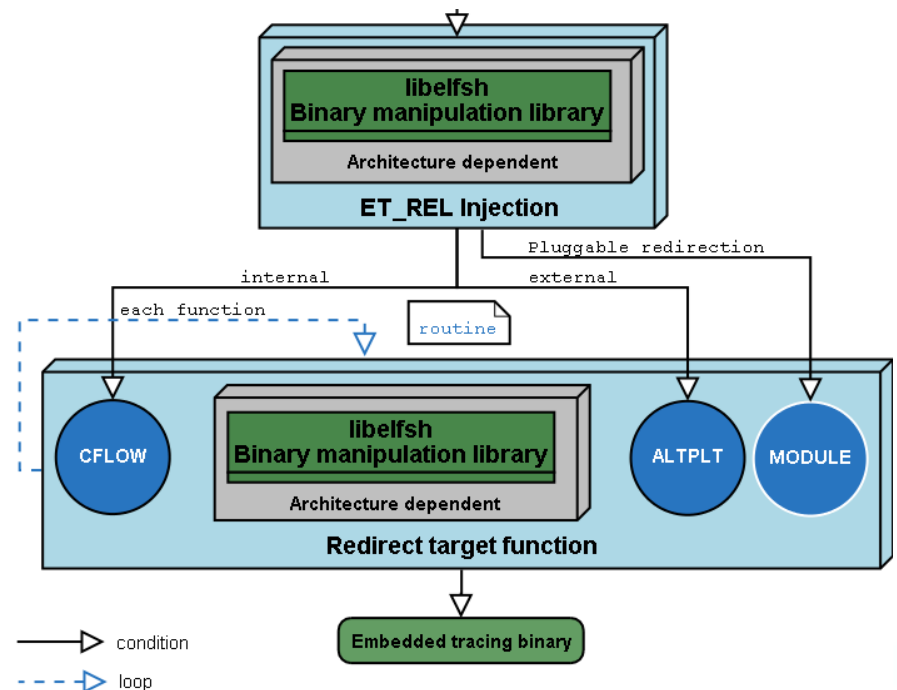 libelfsh
Binary manipulation library
Architecture dependent
ET_REL Injection
Pluggable redirection
internal
external
each function
routine
CFLOW
libelfsh
Binary manipulation library
Architecture dependent
ALTPLT
MODULE
Redirect target function
Embedded tracing binary
condition
loop